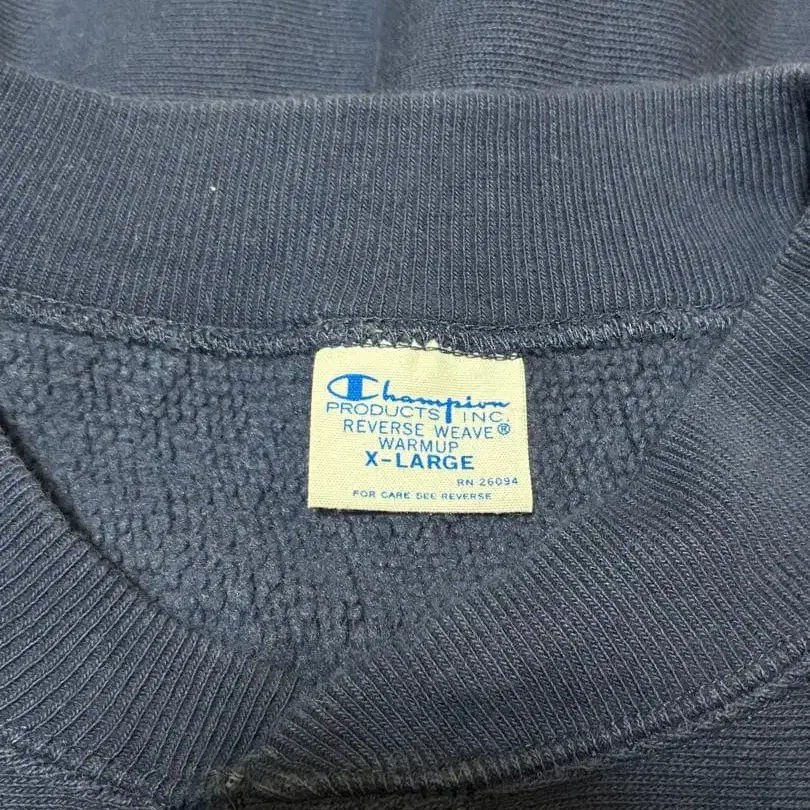 Champion
PRODUCTS INC.
REVERSE WEAVE®
WARMUP
X-LARGE
RN 26094
FOR CARE SEE REVERSE